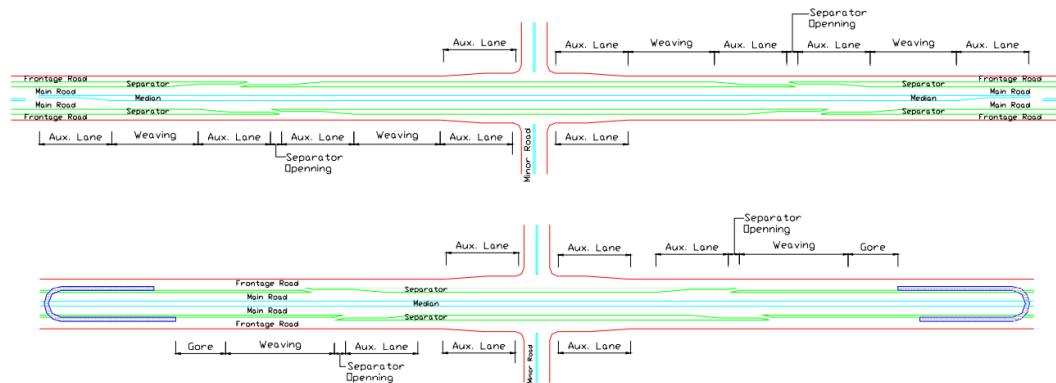 Separator
Openning
Aux. Lane
Aux. Lane
Weaving
Aux. Lane
Aux. Lane
Weaving
Aux. Lane
Frontage Road
Separator
Main Road
Median
Main Road
Separator
Frontage Road
Separator
Frontage Road
Main Road
Median
Main Road
Separator
Frontage Road
Aux. Lane
Weaving
Aux. Lane
Aux. Lane
Weaving
Aux. Lane
Aux. Lane
Separator
Openning
Minor Road
Separator
Openning
Aux. Lane
Aux. Lane
Aux. Lane
Weaving
Gore
Frontage Road
Separator
Main Road
Median
Main Road
Separator
Frontage Road
Gore
Weaving
Aux. Lane
Aux. Lane
Aux. Lane
Separator
Openning
Minor Road